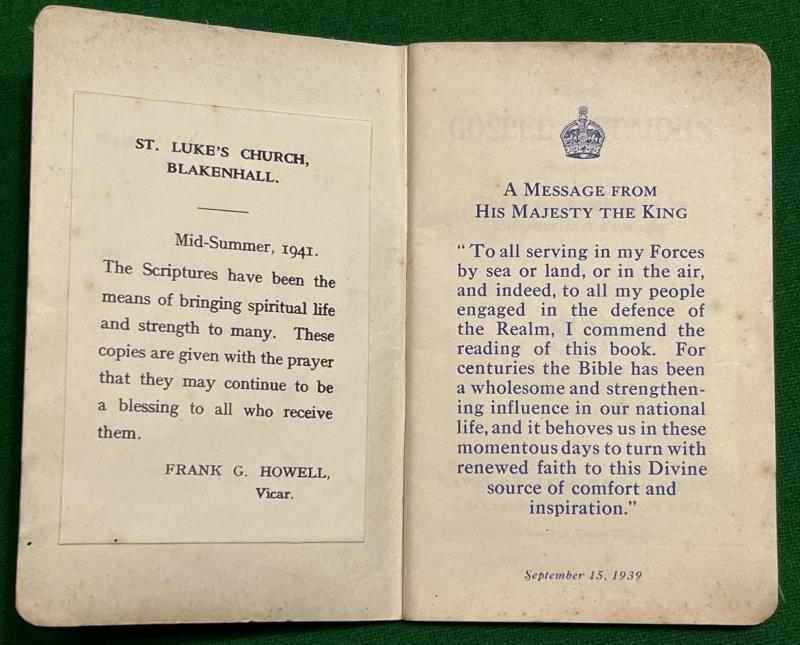 ST. LUKE'S CHURCH,
BLAKENHALL.
Mid-Summer, 1941.
The Scriptures have been the
means of bringing spiritual life
and strength to many. These
copies are given with the prayer
that they may continue to be
a blessing to all who receive
them.
FRANK G. HOWELL,
Vicar.
A MESSAGE FROM
HIS MAJESTY THE KING
"To all serving in my Forces
by sea or land, or in the air,
and indeed, to all my people
engaged in the defence of
the Realm, I commend the
reading of this book. For
centuries the Bible has been
a wholesome and strengthen-
ing influence in our national
life, and it behoves us in these
momentous days to turn with
renewed faith to this Divine
source of comfort and
inspiration."
September 15, 1939